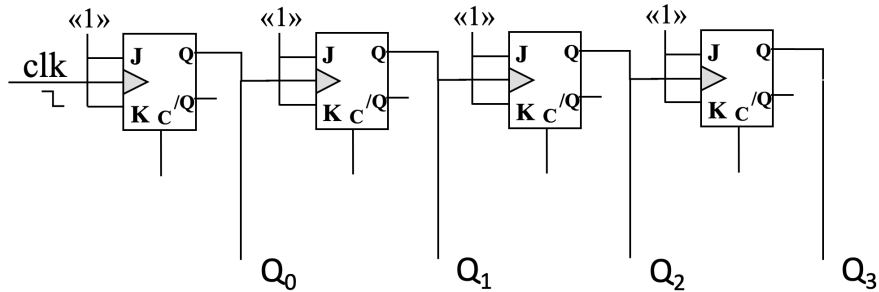 «1» «1» «1» «1»
J Q J Q J Q J Q
clk
/Q /Q /Q /Q
K C K C K C K C
Q0 Q1 Q2 Q3